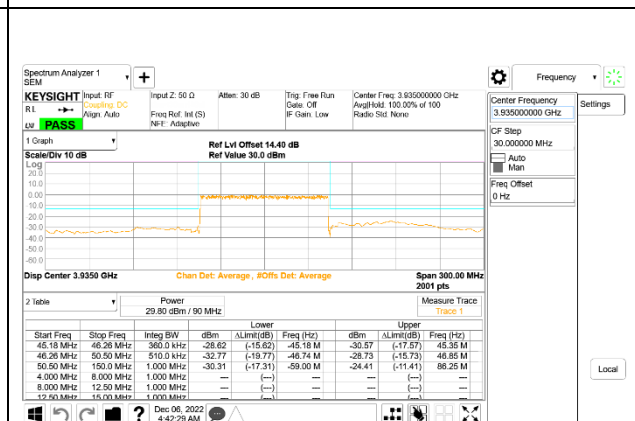 Spectrum Analyzer 1
SEM
+
Frequency
KEYSIGHT Input: RF Input Z: 50 Ω Atten: 30 dB Trig: Free Run Center Freq: 3.935000000 GHz
RL Coupling: DC Gate: Off Avg|Hold: 100.00% of 100
Align: Auto Freq Ref: Int (S) IF Gain: Low Radio Std: None
PASS NFE: Adaptive
Center Frequency
3.935000000 GHz
Settings
CF Step
30.000000 MHz
Auto
Man
Freq Offset
0 Hz
1 Graph
Ref Lvl Offset 14.40 dB
Scale/Div 10 dB Ref Value 30.0 dBm
Log
20.0
10.0
0.00
-10.0
-20.0
-30.0
-40.0
-50.0
-60.0
Disp Center 3.9350 GHz Chan Det: Average , #Offs Det: Average Span 300.00 MHz
2001 pts
2 Table Power Measure Trace
29.80 dBm / 90 MHz Trace 1
Lower Upper
Start Freq Stop Freq Integ BW dBm ΔLimit(dB) Freq (Hz) dBm ΔLimit(dB) Freq (Hz)
45.18 MHz 46.26 MHz 360.0 kHz -28.62 (-15.62) -45.18 M -30.57 (-17.57) 45.35 M
46.26 MHz 50.50 MHz 510.0 kHz -32.77 (-19.77) -46.74 M -28.73 (-15.73) 46.85 M
50.50 MHz 150.0 MHz 1.000 MHz -30.31 (-17.31) -59.00 M -24.41 (-11.41) 86.25 M
4.000 MHz 8.000 MHz 1.000 MHz --- (---) --- --- (---) ---
8.000 MHz 12.50 MHz 1.000 MHz --- (---) --- --- (---) ---
12.50 MHz 15.00 MHz 1.000 MHz --- (---) --- --- (---) ---
Local
? Dec 06, 2022
4:42:29 AM